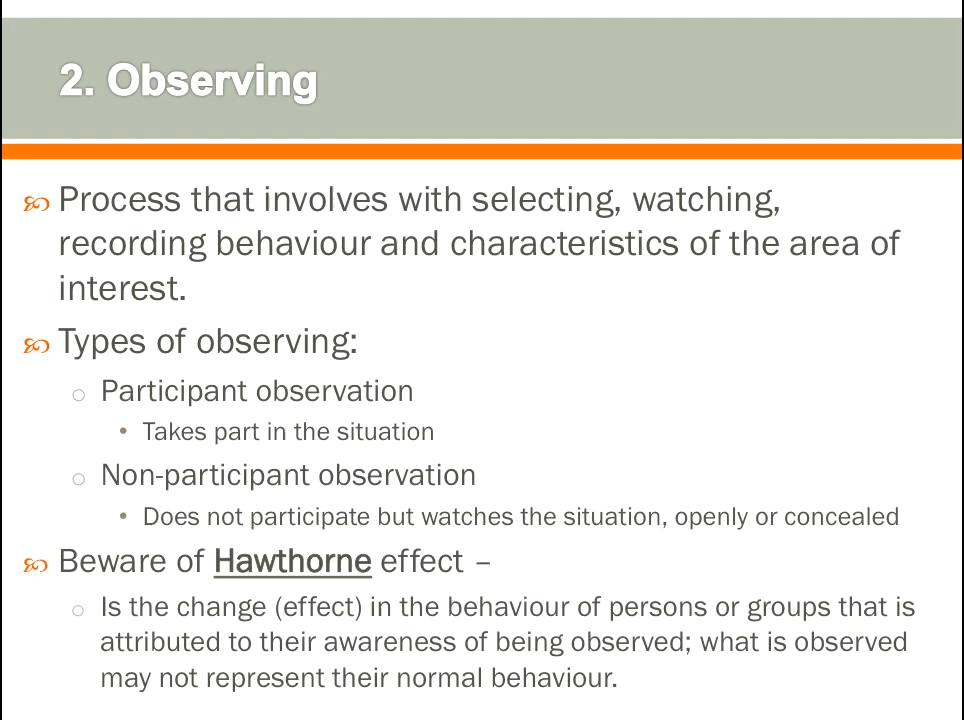 2. Observing
Process that involves with selecting, watching,
recording behaviour and characteristics of the area of
interest.
Types of observing:
Participant observation
Takes part in the situation
Non-participant observation
Does not participate but watches the situation, openly or concealed
Beware of Hawthorne effect –
Is the change (effect) in the behaviour of persons or groups that is
attributed to their awareness of being observed; what is observed
may not represent their normal behaviour.